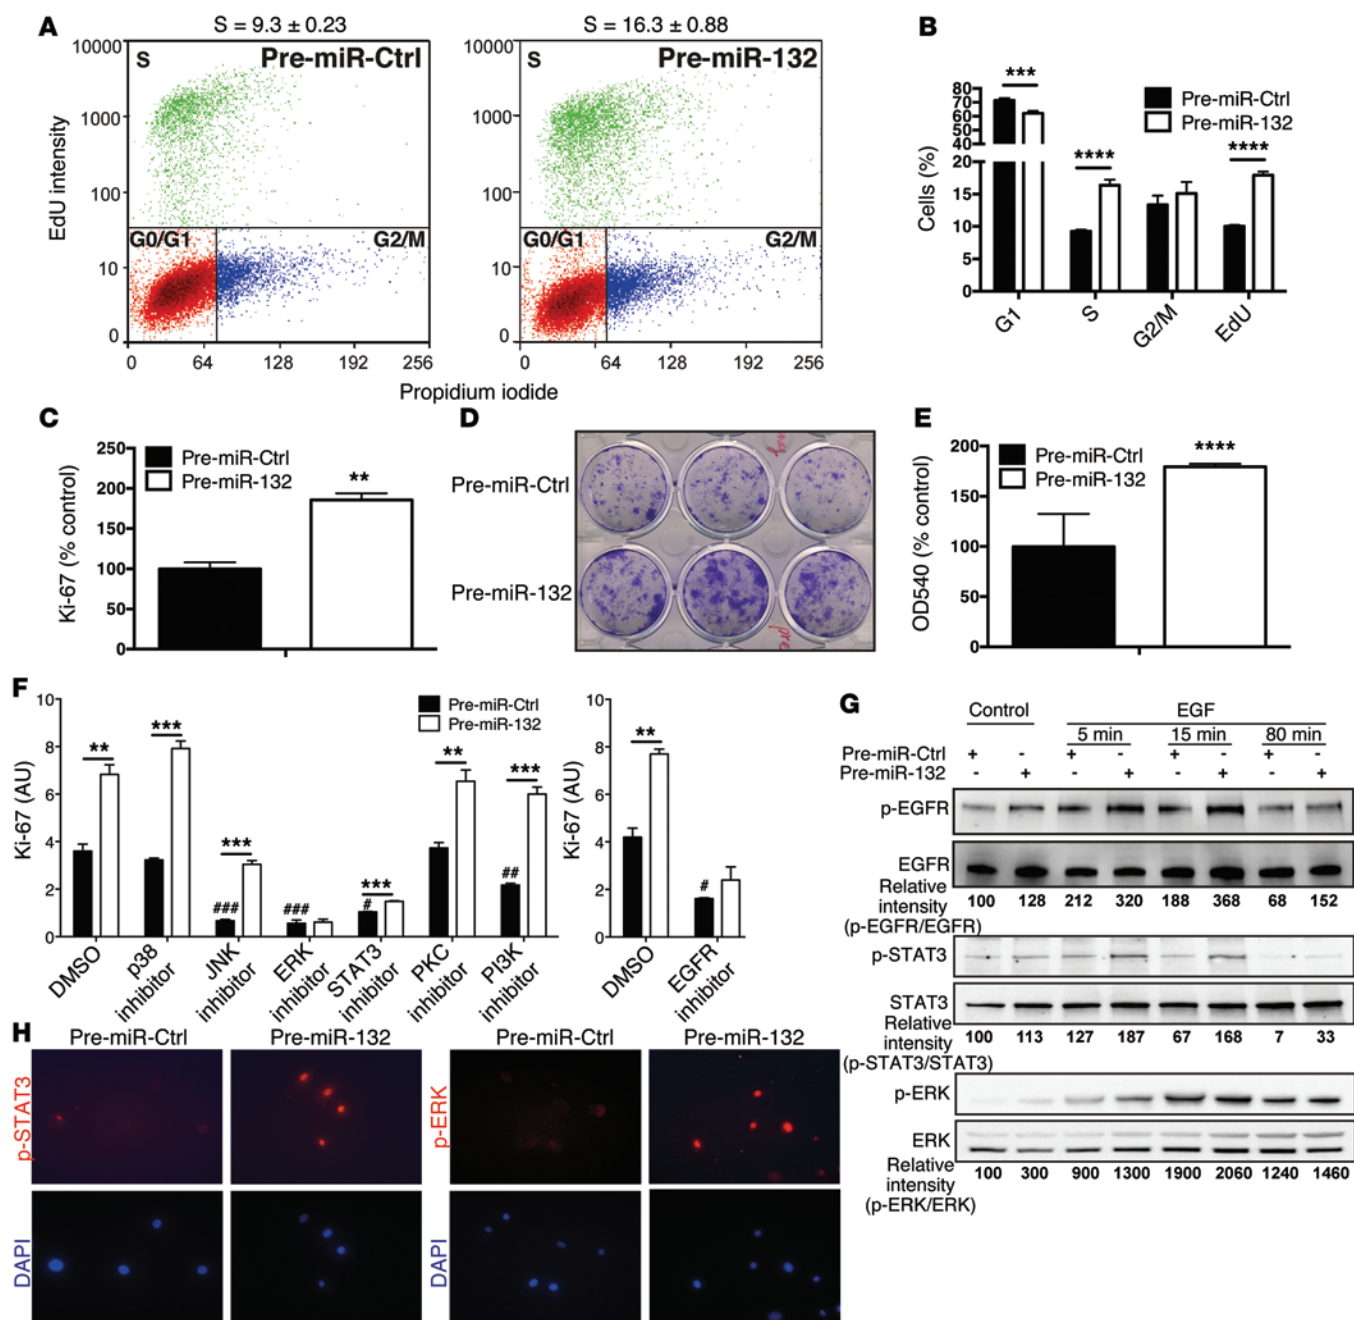 A
S = 9.3 ± 0.23
S = 16.3 ± 0.88
S
Pre-miR-Ctrl
S
Pre-miR-132
10000
1000
100
10
0
10000
1000
100
10
0
EdU intensity
G0/G1
G2/M
G0/G1
G2/M
0 64 128 192 256
0 64 128 192 256
Propidium iodide
B
Pre-miR-Ctrl
Pre-miR-132
Cells (%)
80
70
60
50
40
20
15
10
5
0
***
****
****
G1
S
G2/M
EdU
C
Pre-miR-Ctrl
Pre-miR-132
Ki-67 (% control)
250
200
150
100
50
0
**
D
Pre-miR-Ctrl
Pre-miR-132
pre
E
Pre-miR-Ctrl
Pre-miR-132
OD540 (% control)
200
150
100
50
0
****
F
Pre-miR-Ctrl
Pre-miR-132
Ki-67 (AU)
10
8
6
4
2
0
**
***
***
###
###
***
#
**
***
##
DMSO
p38
inhibitor
JNK
inhibitor
ERK
inhibitor
STAT3
inhibitor
PKC
inhibitor
PI3K
inhibitor
Ki-67 (AU)
10
8
6
4
2
0
**
#
DMSO
EGFR
inhibitor
G
Control
EGF
5 min
15 min
80 min
Pre-miR-Ctrl + - + - + - + -
Pre-miR-132 - + - + - + - +
p-EGFR
EGFR
Relative
intensity
(p-EGFR/EGFR)
100 128 212 320 188 368 68 152
p-STAT3
STAT3
Relative
intensity
(p-STAT3/STAT3)
100 113 127 187 67 168 7 33
p-ERK
ERK
Relative
intensity
(p-ERK/ERK)
100 300 900 1300 1900 2060 1240 1460
H
Pre-miR-Ctrl
Pre-miR-132
Pre-miR-Ctrl
Pre-miR-132
p-STAT3
p-ERK
DAPI
DAPI